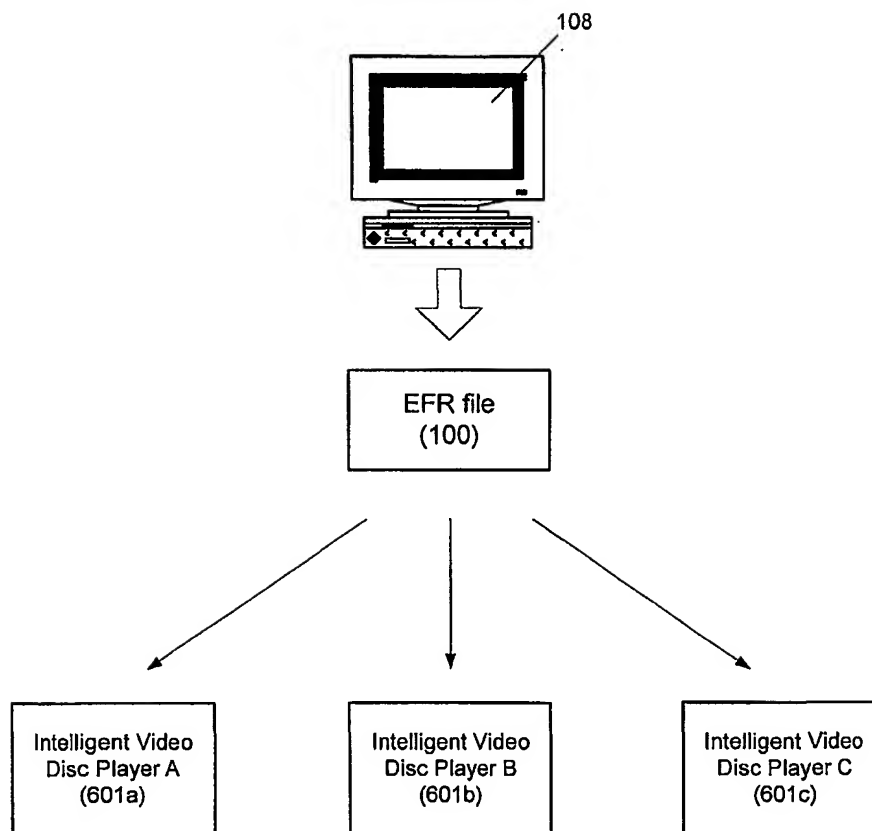 108
EFR file
(100)
Intelligent Video
Disc Player A
(601a)
Intelligent Video
Disc Player B
(601b)
Intelligent Video
Disc Player C
(601c)